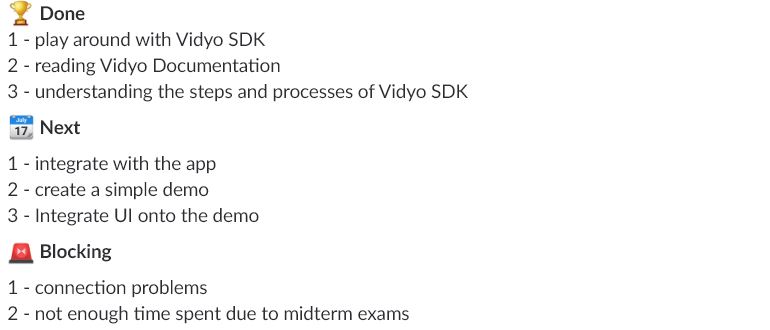 Done
1 - play around with Vidyo SDK
2 - reading Vidyo Documentation
3 - understanding the steps and processes of Vidyo SDK
July
17
Next
1 - integrate with the app
2 - create a simple demo
3 - Integrate UI onto the demo
Blocking
1 - connection problems
2 - not enough time spent due to midterm exams